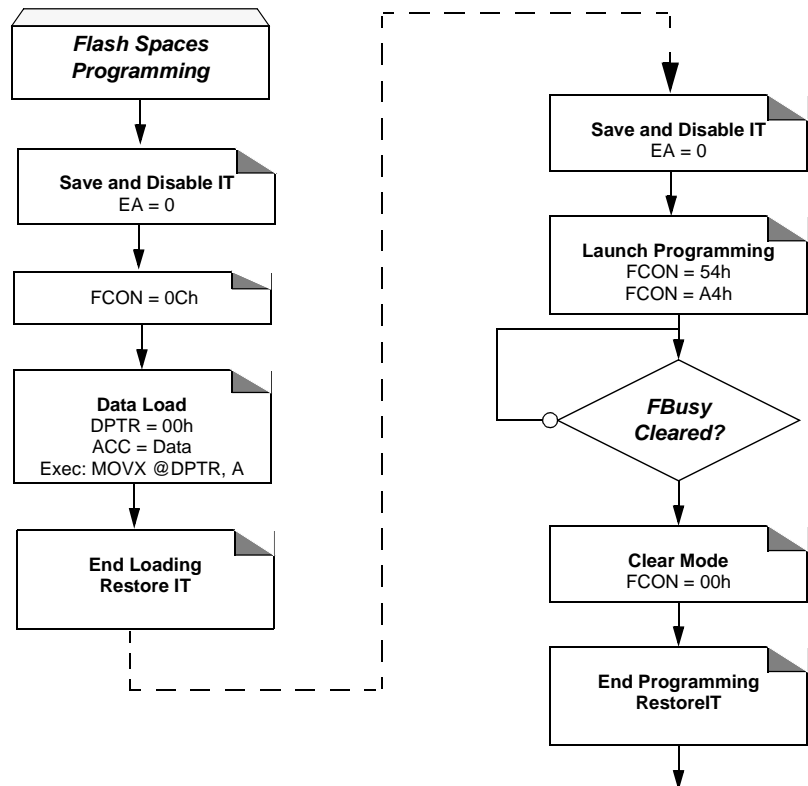 Flash Spaces
Programming
Save and Disable IT
EA = 0
FCON = 0Ch
Data Load
DPTR = 00h
ACC = Data
Exec: MOVX @DPTR, A
End Loading
Restore IT
Save and Disable IT
EA = 0
Launch Programming
FCON = 54h
FCON = A4h
FBusy
Cleared?
Clear Mode
FCON = 00h
End Programming
RestoreIT